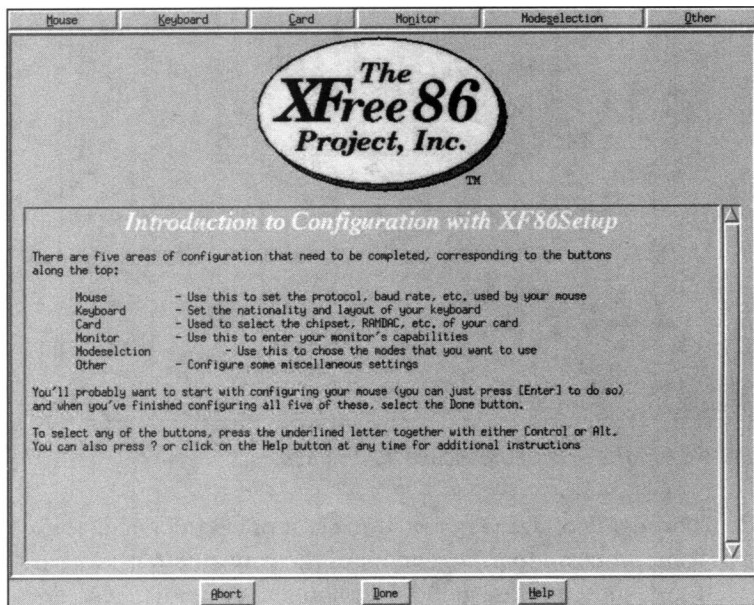 Mouse
Keyboard
Card
Monitor
Modeselection
Other
The
XFree86
Project, Inc.
TM
Introduction to Configuration with XF86Setup
There are five areas of configuration that need to be completed, corresponding to the buttons
along the top:
Mouse - Use this to set the protocol, baud rate, etc. used by your mouse
Keyboard - Set the nationality and layout of your keyboard
Card - Used to select the chipset, RAMDAC, etc. of your card
Monitor - Use this to enter your monitor's capabilities
Modeselction - Use this to chose the modes that you want to use
Other - Configure some miscellaneous settings
You'll probably want to start with configuring your mouse (you can just press [Enter] to do so)
and when you've finished configuring all five of these, select the Done button.
To select any of the buttons, press the underlined letter together with either Control or Alt.
You can also press ? or click on the Help button at any time for additional instructions
Abort
Done
Help